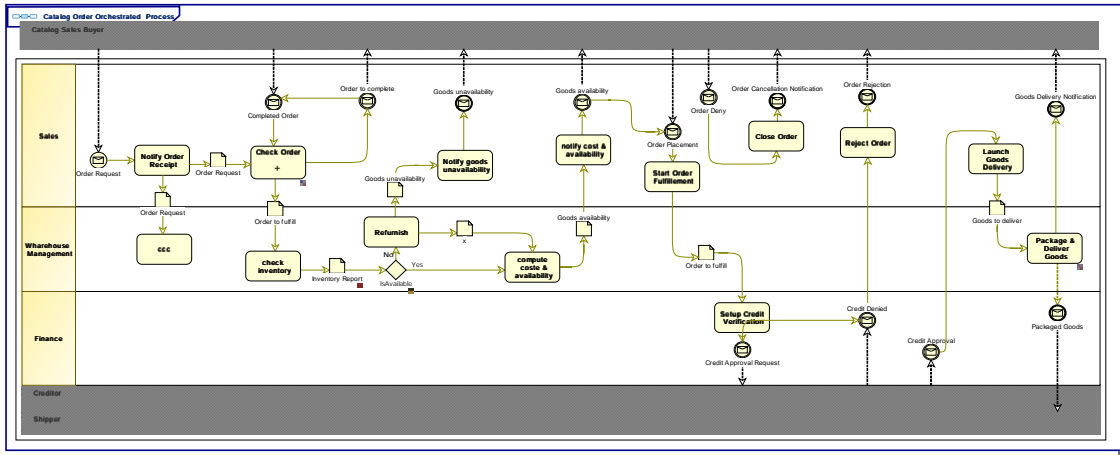 Catalog Order Orchestrated Process
Catalog Sales Buyer
Sales
Order Request
Notify Order
Receipt
Order Request
Order Request
ccc
Completed Order
Check Order
+
Order to fulfill
check
inventory
Order to complete
Inventory Report
IsAvailable
No
Yes
Refurnish
x
Goods unavailability
Goods unavailability
Notify goods
unavailability
compute
coste &
availability
Goods availability
Goods availability
notify cost &
availability
Order Placement
Start Order
Fulfillement
Order to fulfill
Order Deny
Order Cancellation Notification
Close Order
Order Rejection
Reject Order
Launch
Goods
Delivery
Goods to deliver
Goods Delivery Notification
Package &
Deliver
Goods
Wharehouse
Management
Finance
Setup Credit
Verification
Credit Approval Request
Credit Denied
Credit Approval
Packaged Goods
Creditor
Shipper